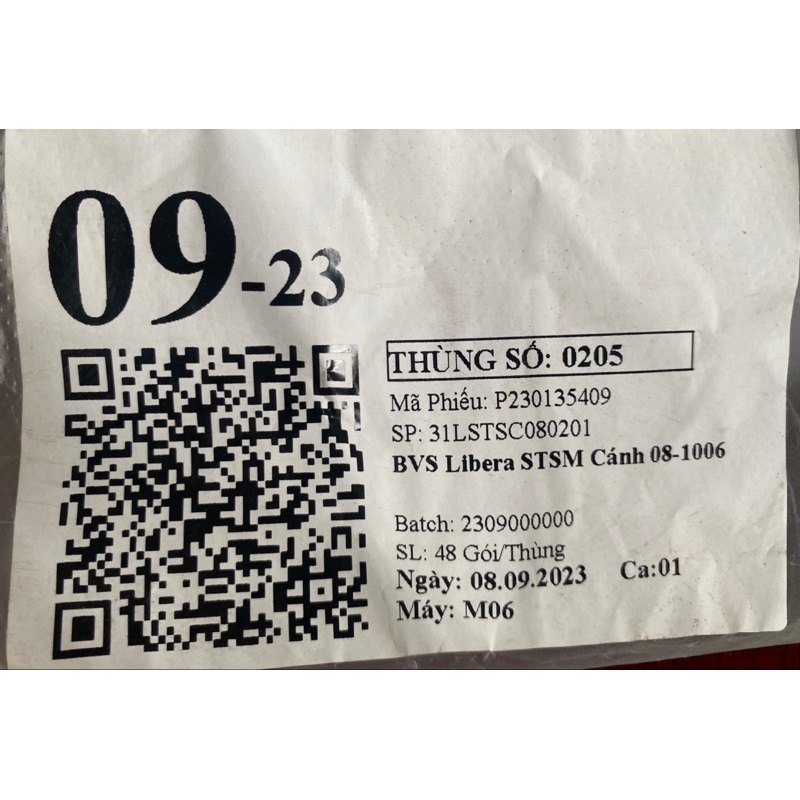 09-23
THÙNG SỐ: 0205
Mã Phiếu: P230135409
SP: 31LSTSC080201
BVS Libera STSM Cánh 08-1006
Batch: 2309000000
SL: 48 Gói/Thùng
Ngày: 08.09.2023 Ca:01
Máy: M06